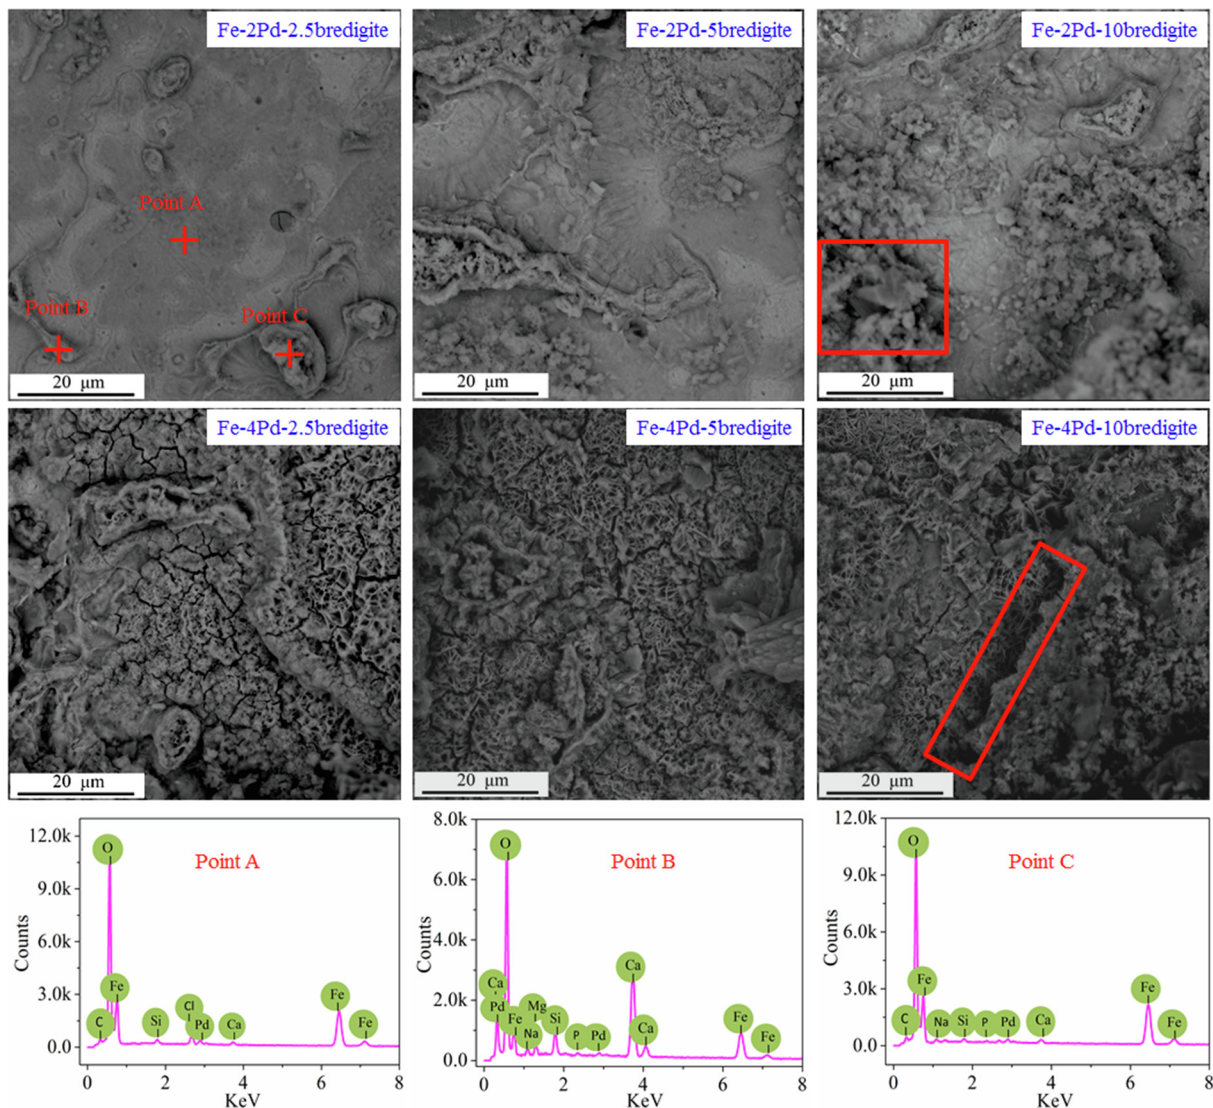 Fe-2Pd-2.5bredigite
Fe-2Pd-5bredigite
Fe-2Pd-10bredigite
Point A
Point B
Point C
20 μm
20 μm
20 μm
Fe-4Pd-2.5bredigite
Fe-4Pd-5bredigite
Fe-4Pd-10bredigite
20 μm
20 μm
20 μm
Point A
12.0k
9.0k
6.0k
3.0k
0.0
Counts
O
Fe
C
Si
Cl
Pd
Ca
Fe
Fe
0 2 4 6 8
KeV
Point B
8.0k
6.0k
4.0k
2.0k
0.0
Counts
O
Ca
Pd
Fe
Na
Mg
Si
P
Pd
Ca
Ca
Fe
Fe
0 2 4 6 8
KeV
Point C
12.0k
9.0k
6.0k
3.0k
0.0
Counts
O
Fe
C
Na
Si
P
Pd
Ca
Fe
Fe
0 2 4 6 8
KeV